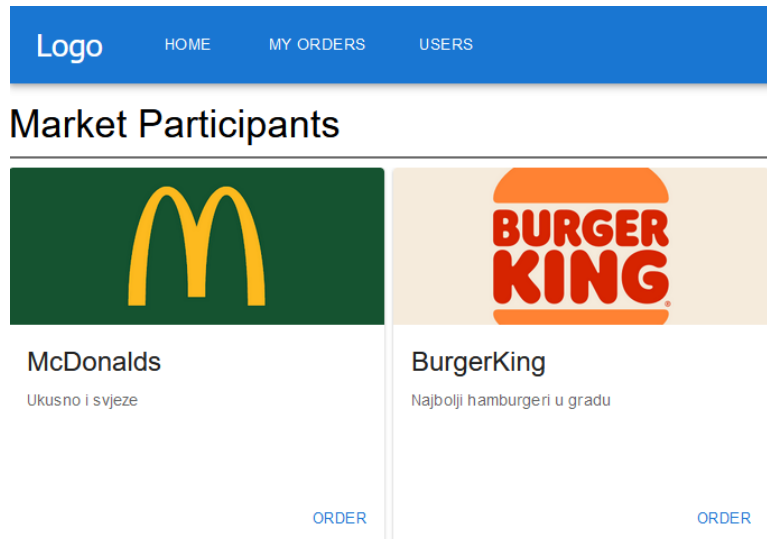 Logo HOME MY ORDERS USERS
Market Participants
BURGER
KING
McDonalds
Ukusno i svjeze
ORDER
BurgerKing
Najbolji hamburgeri u gradu
ORDER